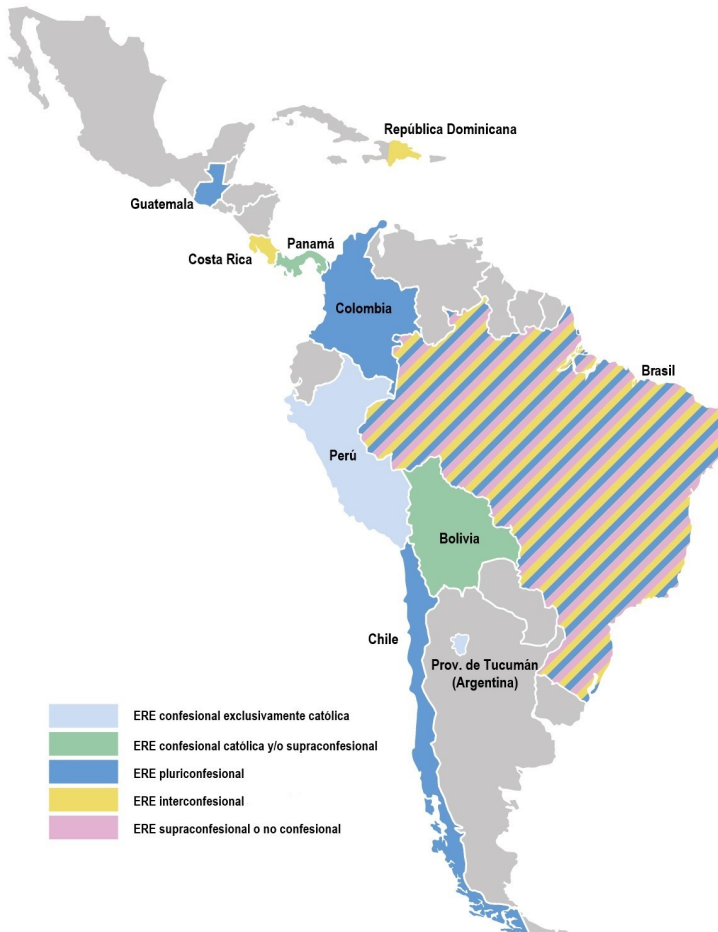 República Dominicana
Guatemala
Panamá
Costa Rica
Colombia
Brasil
Perú
Bolivia
Chile
Prov. de Tucumán
(Argentina)
ERE confesional exclusivamente católica
ERE confesional católica y/o supraconfesional
ERE pluriconfesional
ERE interconfesional
ERE supraconfesional o no confesional